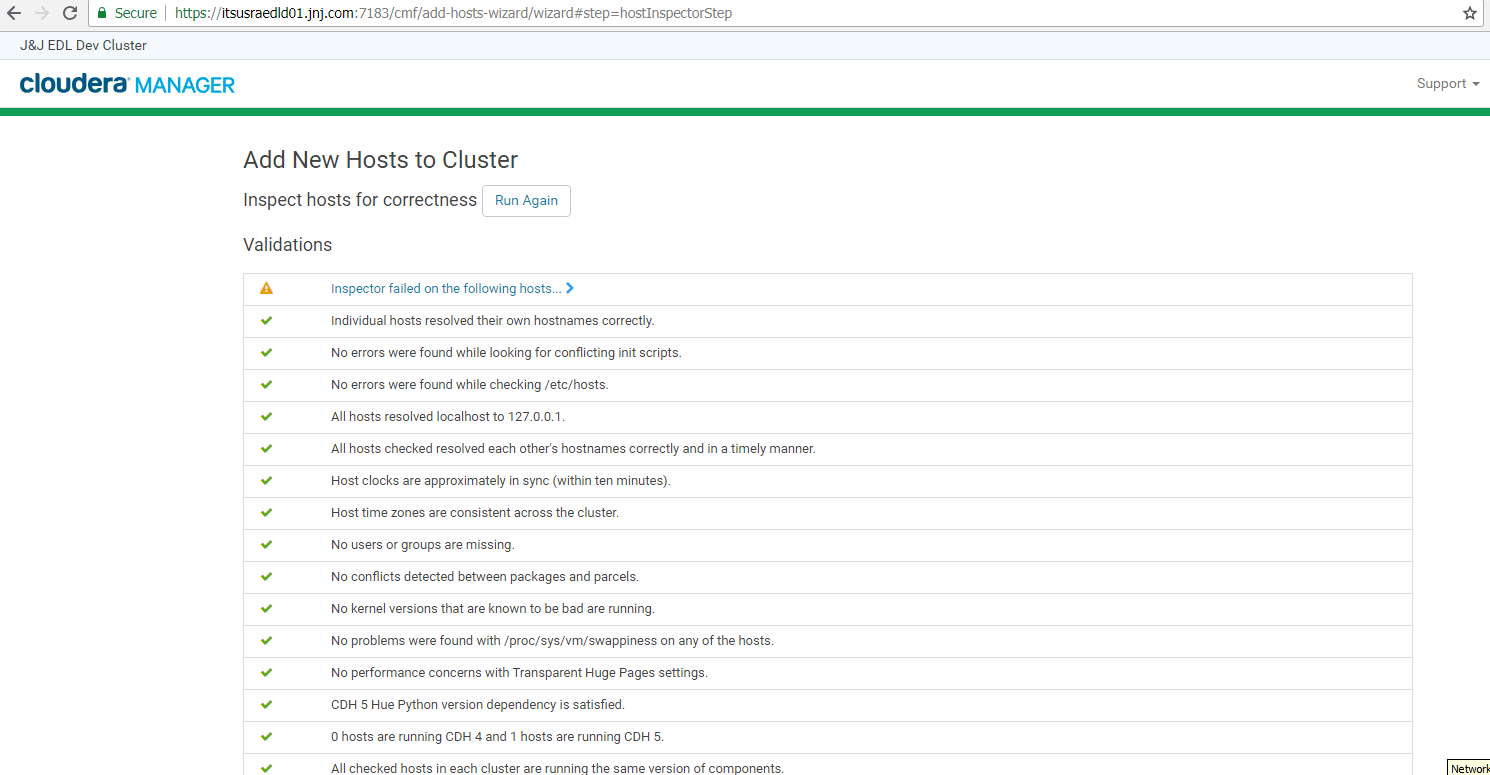 Secure https://itsusraedld01.jnj.com:7183/cmf/add-hosts-wizard/wizard#step=hostInspectorStep
J&J EDL Dev Cluster
cloudera MANAGER
Support
Add New Hosts to Cluster
Inspect hosts for correctness Run Again
Validations
Inspector failed on the following hosts...
Individual hosts resolved their own hostnames correctly.
No errors were found while looking for conflicting init scripts.
No errors were found while checking /etc/hosts.
All hosts resolved localhost to 127.0.0.1.
All hosts checked resolved each other's hostnames correctly and in a timely manner.
Host clocks are approximately in sync (within ten minutes).
Host time zones are consistent across the cluster.
No users or groups are missing.
No conflicts detected between packages and parcels.
No kernel versions that are known to be bad are running.
No problems were found with /proc/sys/vm/swappiness on any of the hosts.
No performance concerns with Transparent Huge Pages settings.
CDH 5 Hue Python version dependency is satisfied.
0 hosts are running CDH 4 and 1 hosts are running CDH 5.
All checked hosts in each cluster are running the same version of components.
Network